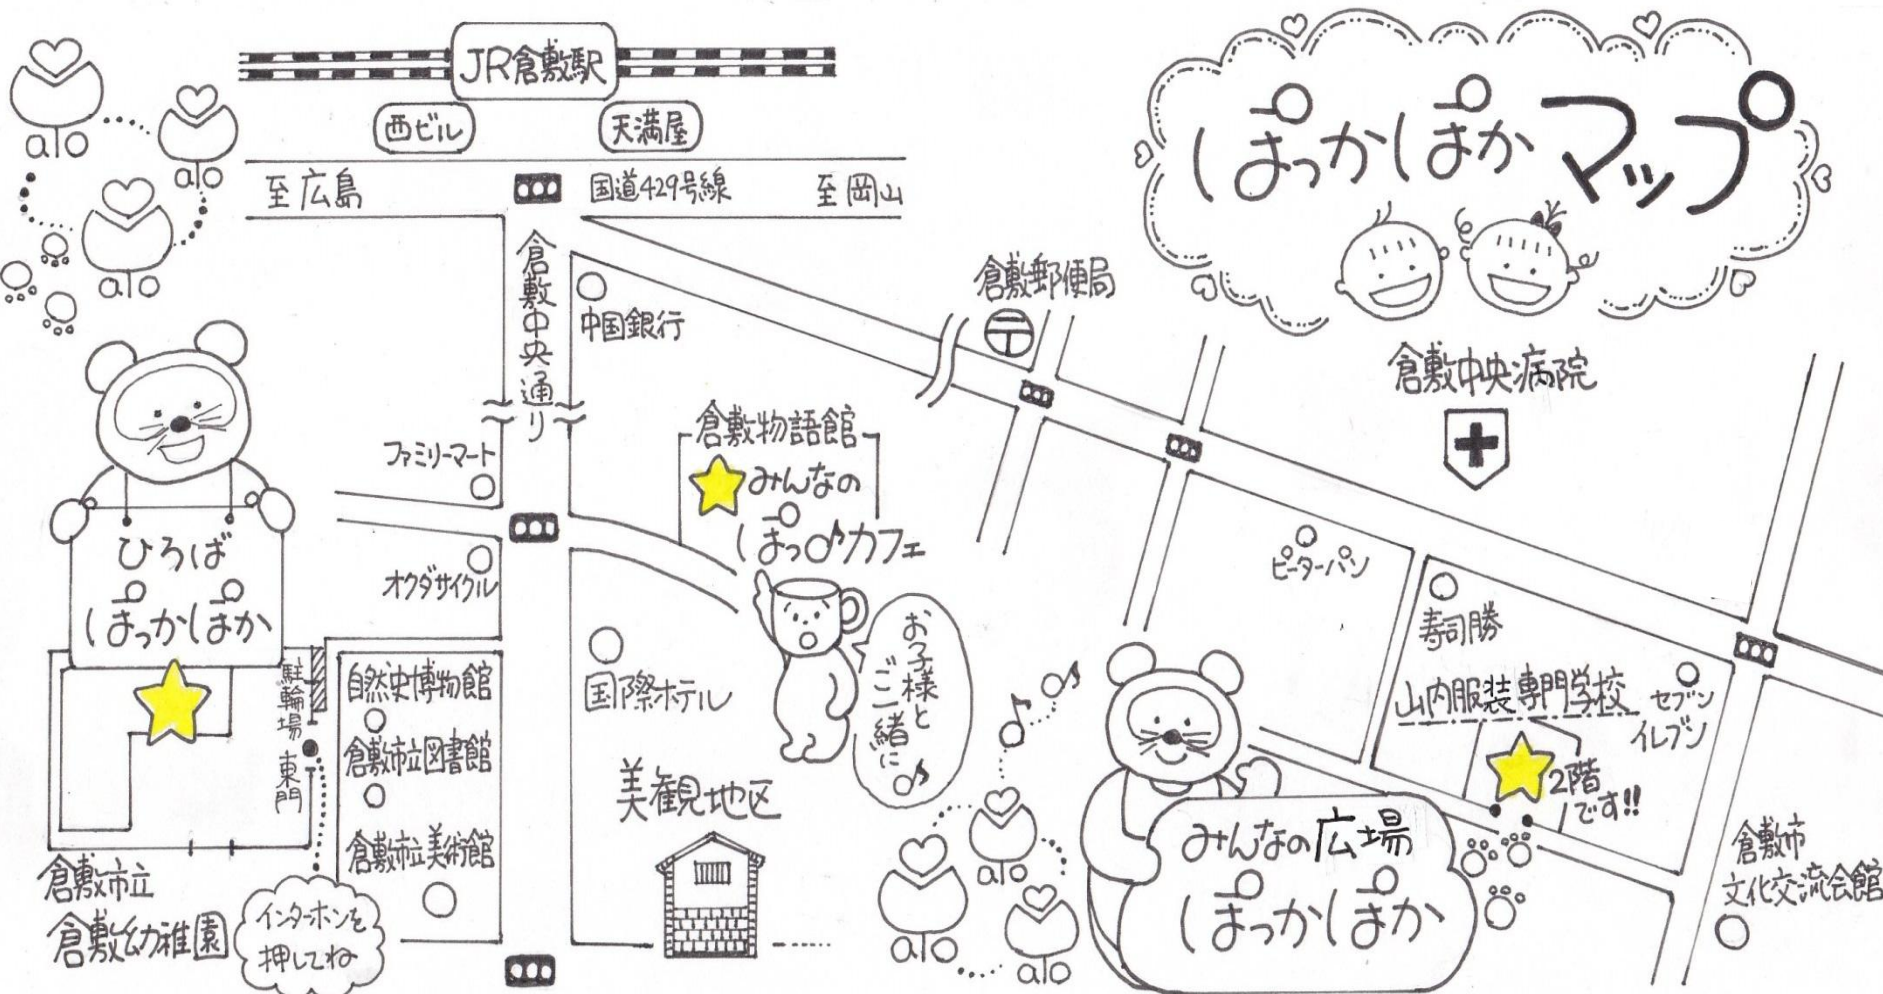 JR倉敷駅
西ビル
天満屋
至広島
国道429号線
至岡山
ぽっかぽか マップ
倉敷中央通り
中国銀行
倉敷郵便局
〒
倉敷中央病院
ファミリーマート
倉敷物語館
みんなの
ぽっ♪カフェ
オクダサイクル
ピーターパン
寿司勝
ひろば
ぽっかぽか
お子様と
ご一緒に♪
駐輪場
東門
自然史博物館
倉敷市立図書館
倉敷市立美術館
国際ホテル
美観地区
山内服装専門学校
セブン
イレブン
2階
です!!
みんなの広場
ぽっかぽか
倉敷市
文化交流会館
倉敷市立
倉敷幼稚園
インターホンを
押してね